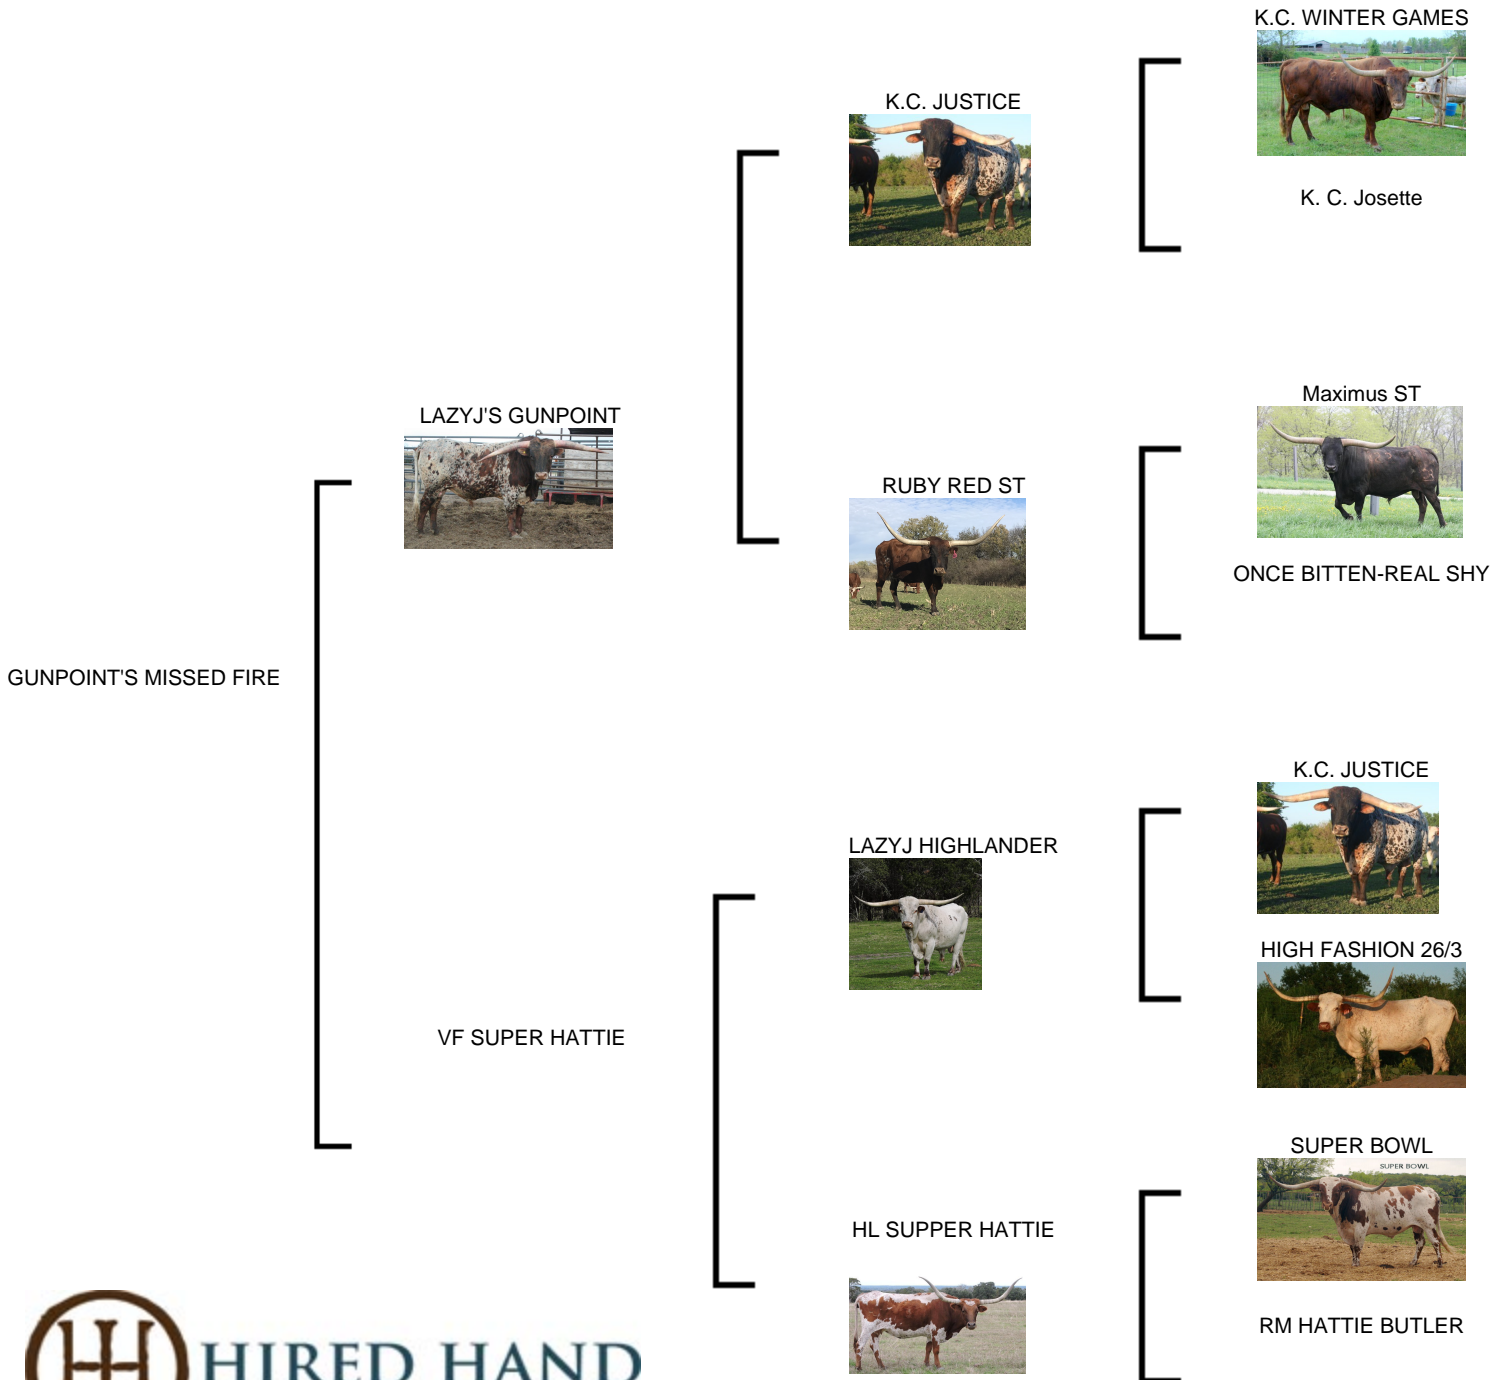 K.C. WINTER GAMES
K.C. JUSTICE
K. C. Josette
LAZYJ'S GUNPOINT
Maximus ST
RUBY RED ST
ONCE BITTEN-REAL SHY
GUNPOINT'S MISSED FIRE
K.C. JUSTICE
LAZYJ HIGHLANDER
HIGH FASHION 26/3
VF SUPER HATTIE
SUPER BOWL
SUPER BOWL
HL SUPPER HATTIE
RM HATTIE BUTLER
HIRED HAND